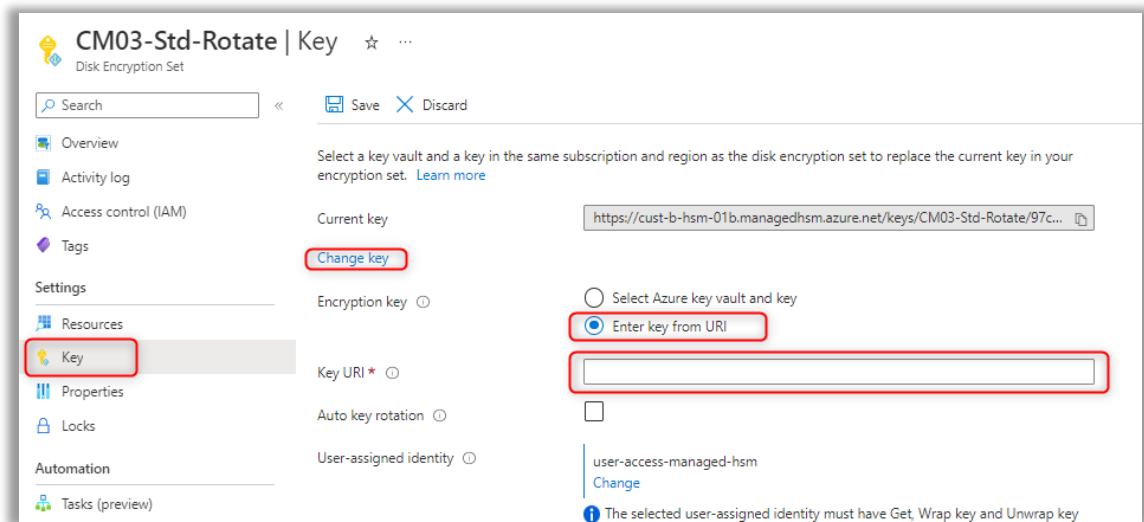 CM03-Std-Rotate | Key
Disk Encryption Set
Search
Overview
Activity log
Access control (IAM)
Tags
Settings
Resources
Key
Properties
Locks
Automation
Tasks (preview)
Save Discard
Select a key vault and a key in the same subscription and region as the disk encryption set to replace the current key in your
encryption set. Learn more
Current key https://cust-b-hsm-01b.managedhsm.azure.net/keys/CM03-Std-Rotate/97c...
Change key
Encryption key Select Azure key vault and key
Enter key from URI
Key URI *
Auto key rotation
User-assigned identity user-access-managed-hsm
Change
The selected user-assigned identity must have Get, Wrap key and Unwrap key